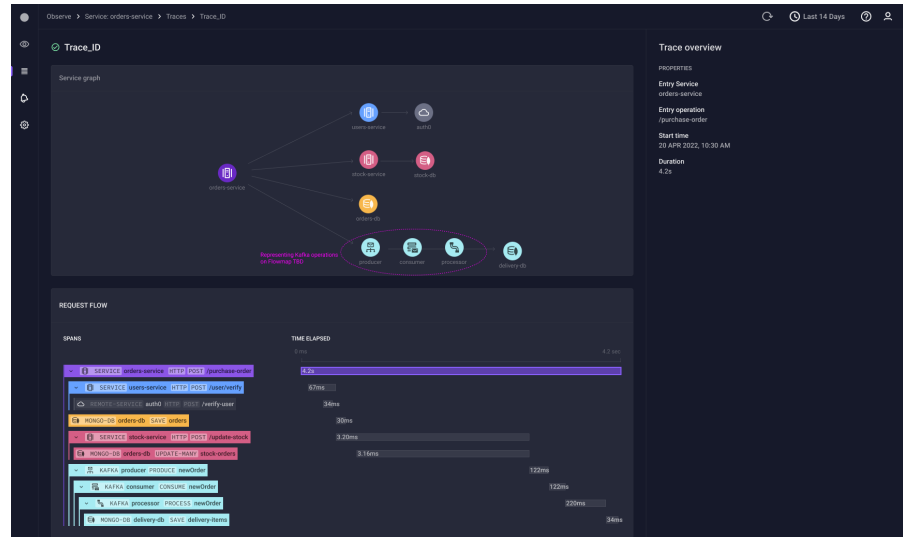 Observe > Service: orders-service > Traces > Trace_ID
Last 14 Days
Trace_ID
Service graph
users-service
auth0
stock-service
stock-db
orders-service
orders-db
Representing Kafka operations
on Flowmap TBD
producer
consumer
processor
delivery-db
REQUEST FLOW
SPANS
TIME ELAPSED
0 ms
4.2 sec
SERVICE orders-service HTTP POST /purchase-order
4.2s
SERVICE users-service HTTP POST /user/verify
67ms
REMOTE-SERVICE auth0 HTTP POST /verify-user
34ms
MONGO-DB orders-db SAVE orders
30ms
SERVICE stock-service HTTP POST /update-stock
3.20ms
MONGO-DB orders-db UPDATE-MANY stock-orders
3.16ms
KAFKA producer PRODUCE newOrder
122ms
KAFKA consumer CONSUME newOrder
122ms
KAFKA processor PROCESS newOrder
220ms
MONGO-DB delivery-db SAVE delivery-items
34ms
Trace overview
PROPERTIES
Entry Service
orders-service
Entry operation
/purchase-order
Start time
20 APR 2022, 10:30 AM
Duration
4.2s